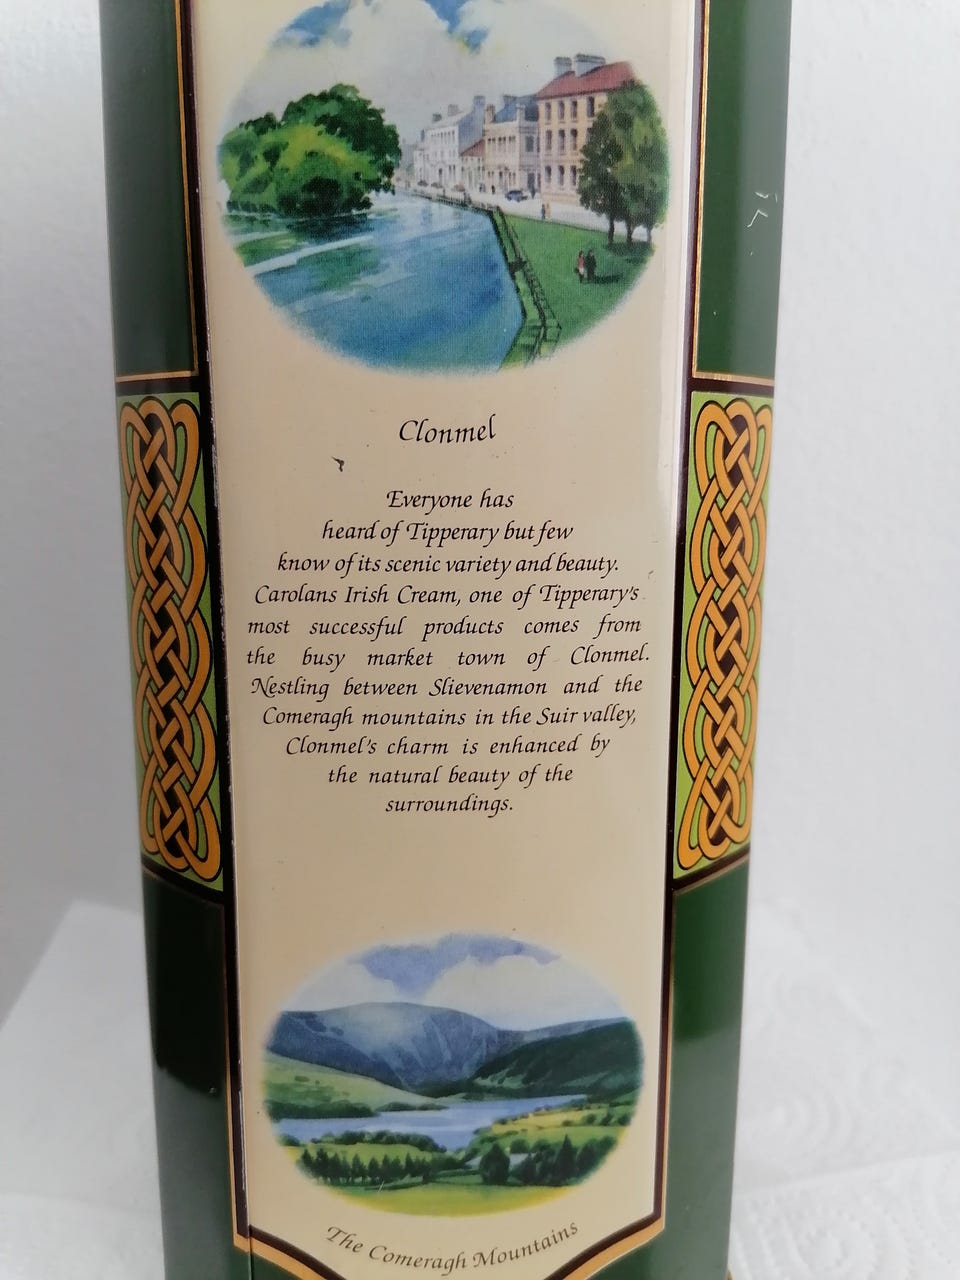 Clonmel
Everyone has
heard of Tipperary but few
know of its scenic variety and beauty.
Carolans Irish Cream, one of Tipperary's
most successful products comes from
the busy market town of Clonmel.
Nestling between Slievenamon and the
Comeragh mountains in the Suir valley,
Clonmel's charm is enhanced by
the natural beauty of the
surroundings.
The Comeragh Mountains